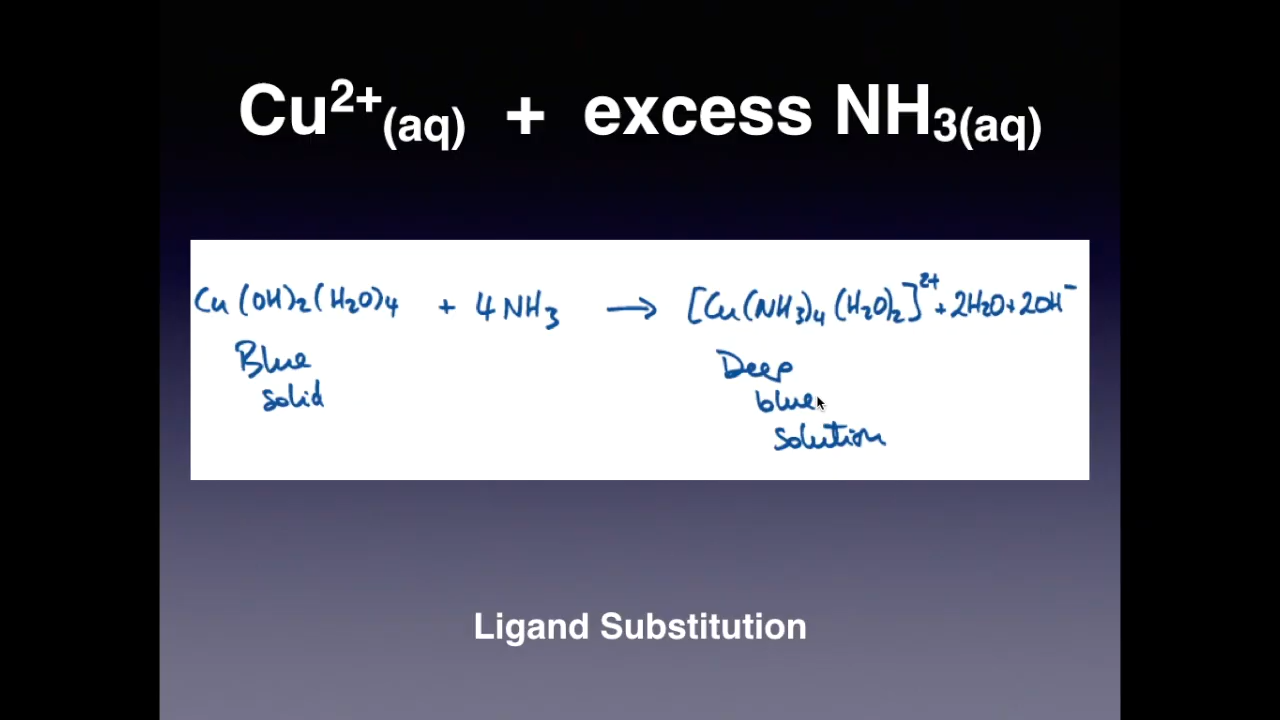 Cu²⁺(aq) + excess NH₃(aq)
Cu(OH)₂(H₂O)₄ + 4NH₃ → [Cu(NH₃)₄(H₂O)₂]²⁺ + 2H₂O + 2OH⁻
Blue
solid
Deep
blue
solution
Ligand Substitution